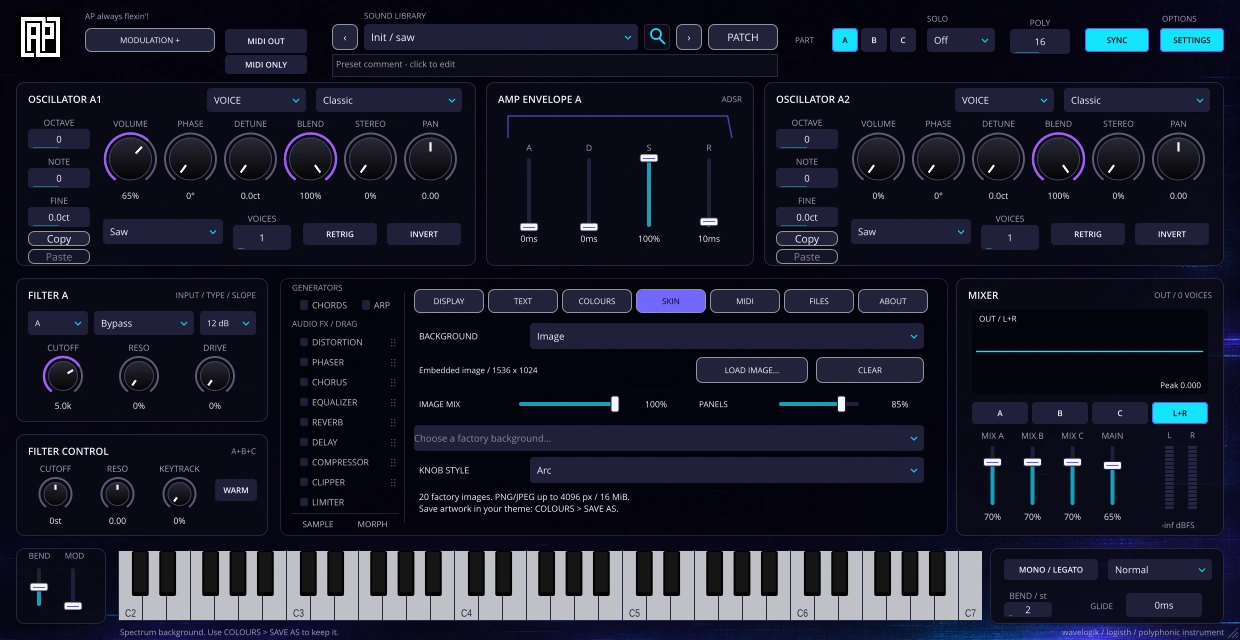 AP
AP always flexin'!
MODULATION +
MIDI OUT
MIDI ONLY
SOUND LIBRARY
‹ Init / saw › PATCH
Preset comment - click to edit
PART A B C
SOLO
Off
POLY
16
SYNC
OPTIONS
SETTINGS
OSCILLATOR A1 VOICE Classic
OCTAVE
0
NOTE
0
FINE
0.0ct
Copy
Paste
VOLUME PHASE DETUNE BLEND STEREO PAN
65% 0° 0.0ct 100% 0% 0.00
Saw
VOICES
1
RETRIG INVERT
AMP ENVELOPE A ADSR
A D S R
0ms 0ms 100% 10ms
OSCILLATOR A2 VOICE Classic
OCTAVE
0
NOTE
0
FINE
0.0ct
Copy
Paste
VOLUME PHASE DETUNE BLEND STEREO PAN
0% 0° 0.0ct 100% 0% 0.00
Saw
VOICES
1
RETRIG INVERT
FILTER A INPUT / TYPE / SLOPE
A Bypass 12 dB
CUTOFF RESO DRIVE
5.0k 0% 0%
FILTER CONTROL A+B+C
CUTOFF RESO KEYTRACK
WARM
0st 0.00 0%
GENERATORS
CHORDS ARP
AUDIO FX / DRAG
DISTORTION
PHASER
CHORUS
EQUALIZER
REVERB
DELAY
COMPRESSOR
CLIPPER
LIMITER
SAMPLE MORPH
DISPLAY TEXT COLOURS SKIN MIDI FILES ABOUT
BACKGROUND Image
Embedded image / 1536 x 1024 LOAD IMAGE... CLEAR
IMAGE MIX 100% PANELS 85%
Choose a factory background...
KNOB STYLE Arc
20 factory images. PNG/JPEG up to 4096 px / 16 MiB.
Save artwork in your theme: COLOURS > SAVE AS.
MIXER OUT / 0 VOICES
OUT / L+R
Peak 0.000
A B C L+R
MIX A MIX B MIX C MAIN L R
70% 70% 70% 65%
-inf dBFS
BEND MOD
C2 C3 C4 C5 C6 C7
MONO / LEGATO Normal
BEND / st
2
GLIDE 0ms
Spectrum background. Use COLOURS > SAVE AS to keep it.
wavelogik / logisth / polyphonic instrument